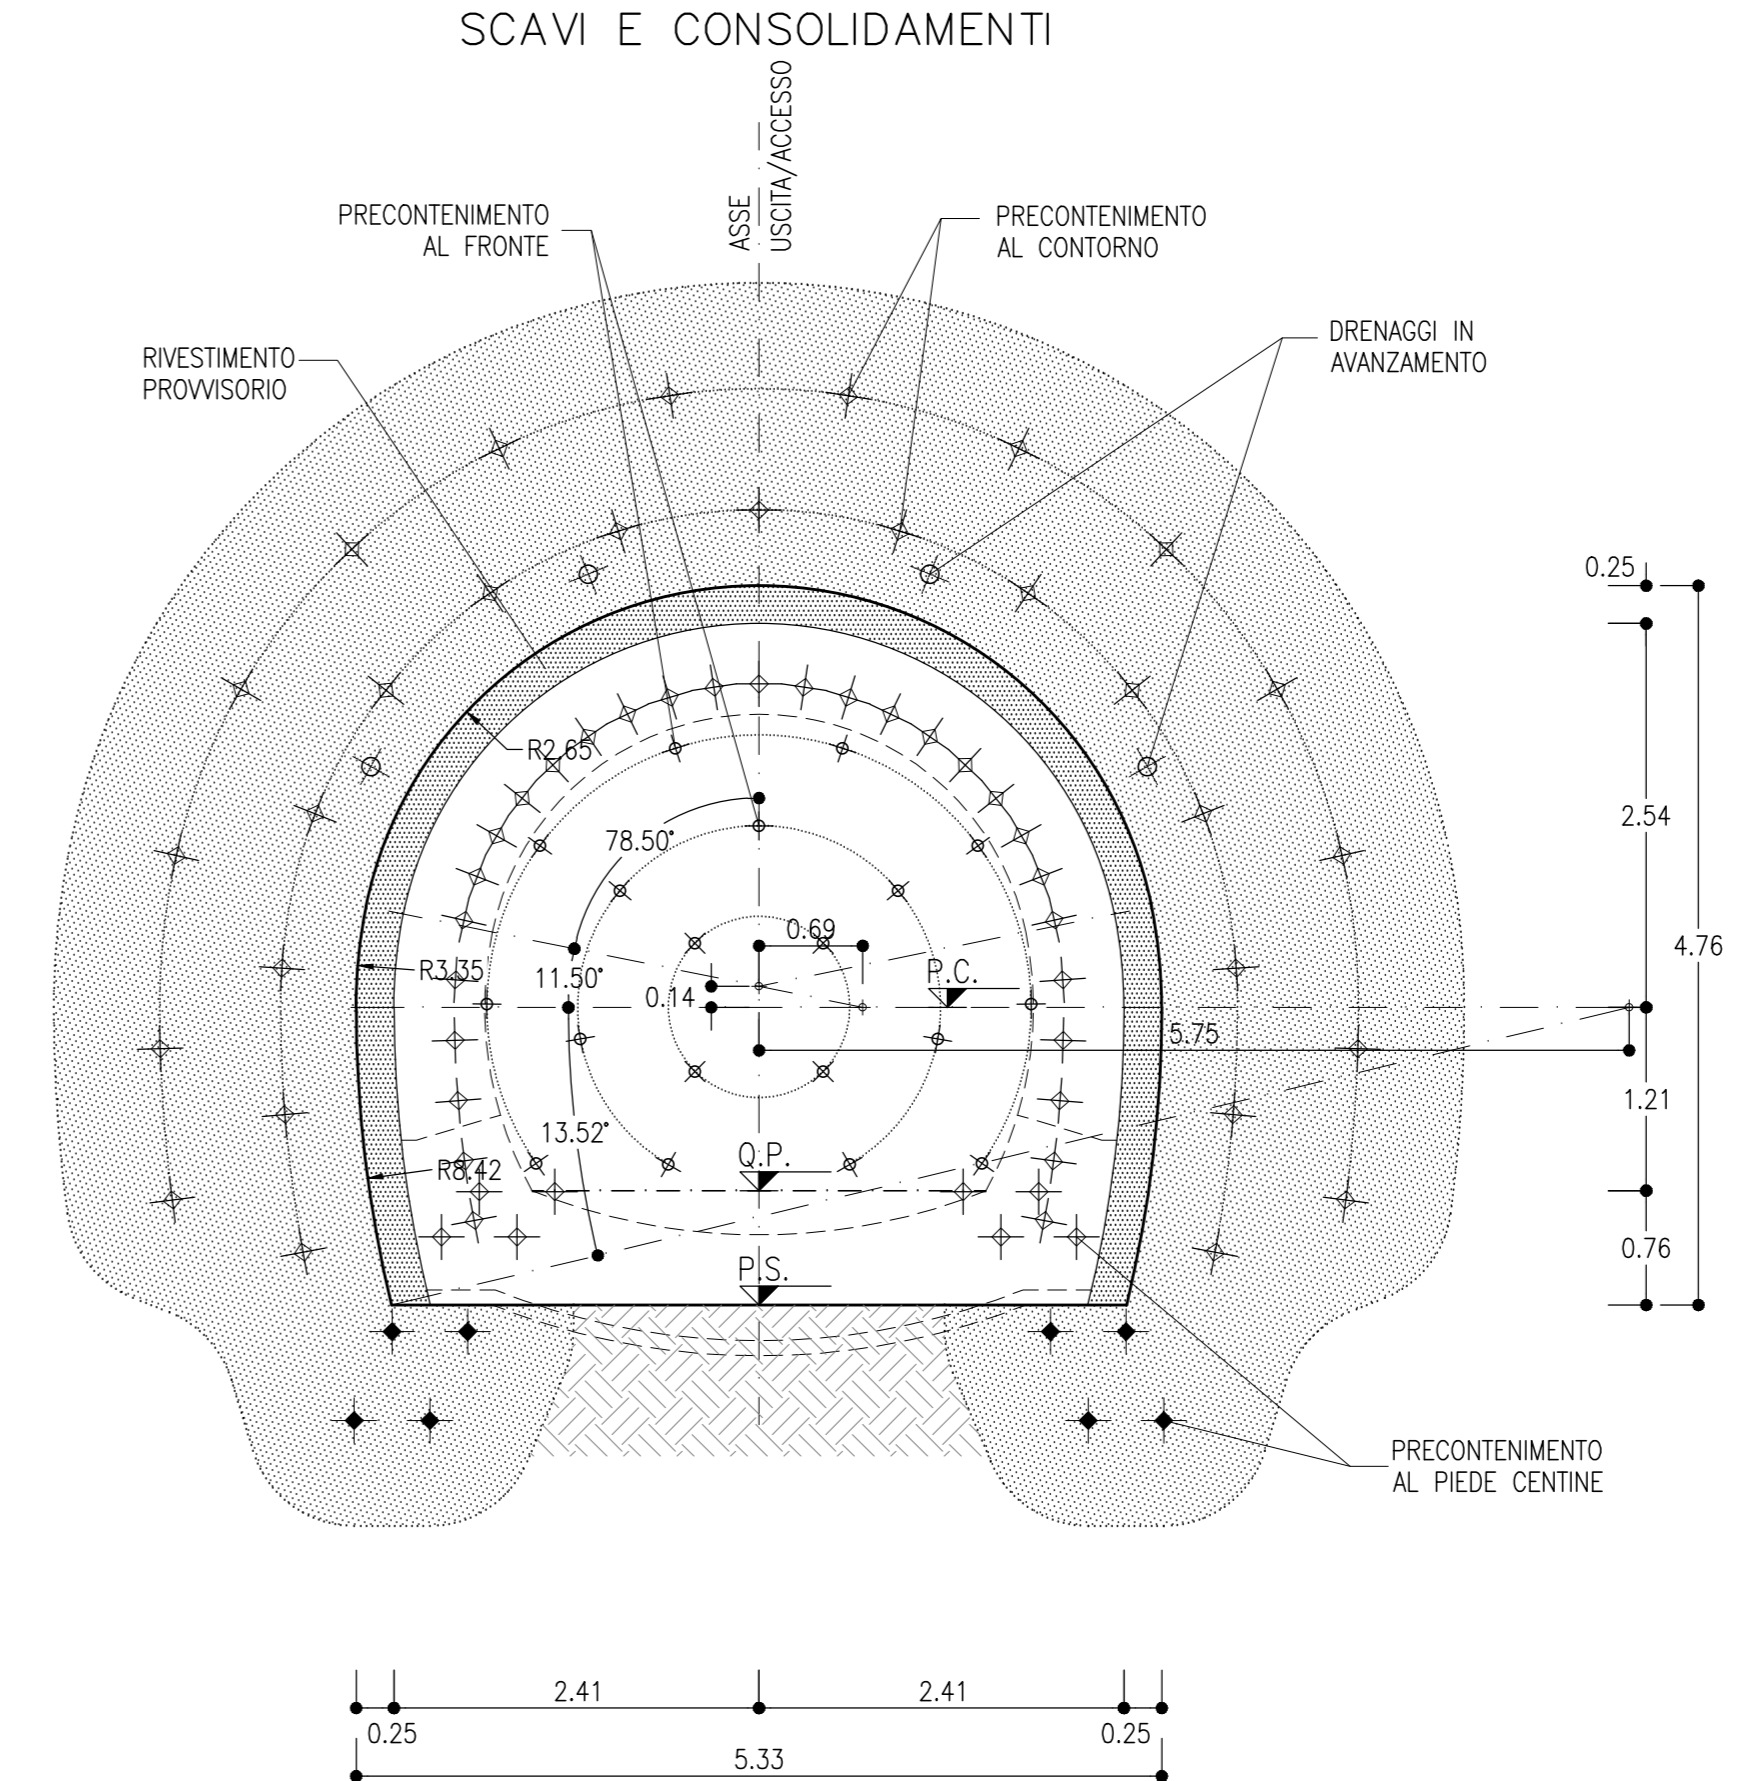 SCAVI E CONSOLIDAMENTI
ASSE
USCITA/ACCESSO
PRECONTENIMENTO
AL FRONTE
PRECONTENIMENTO
AL CONTORNO
RIVESTIMENTO
PROVVISORIO
DRENAGGI IN
AVANZAMENTO
0.25
R2.65
78.50°
2.54
0.69
4.76
R3.35
11.50°
0.14
P.C.
5.75
1.21
13.52°
Q.P.
R8.42
0.76
P.S.
PRECONTENIMENTO
AL PIEDE CENTINE
2.41
2.41
0.25
0.25
5.33